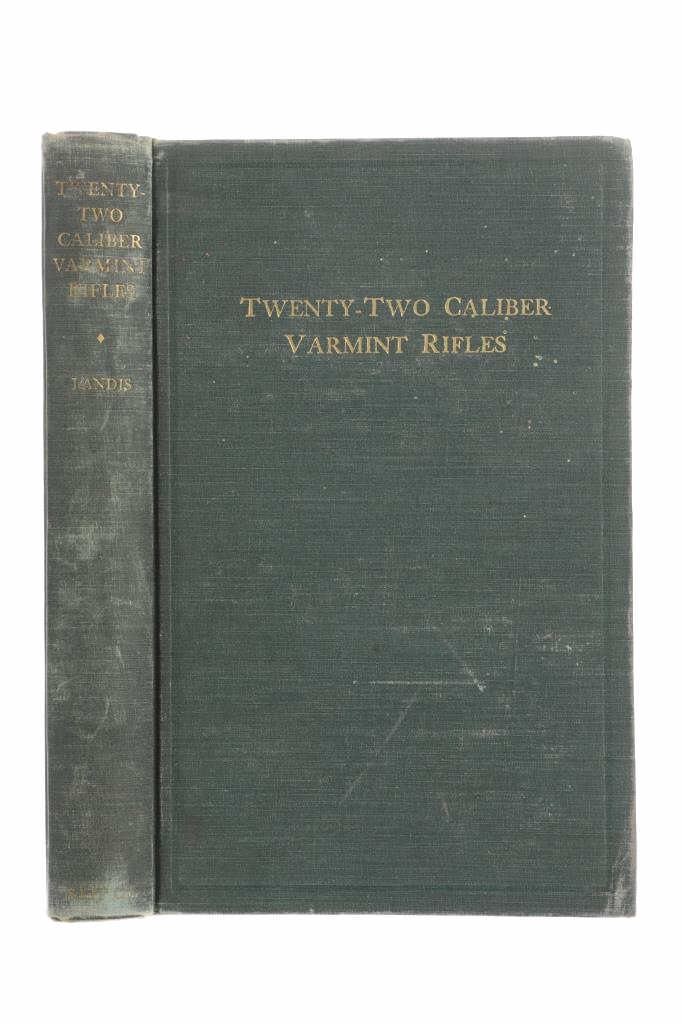 TWENTY-
TWO
CALIBER
VARMINT
RIFLES
LANDIS
TWENTY-TWO CALIBER
VARMINT RIFLES